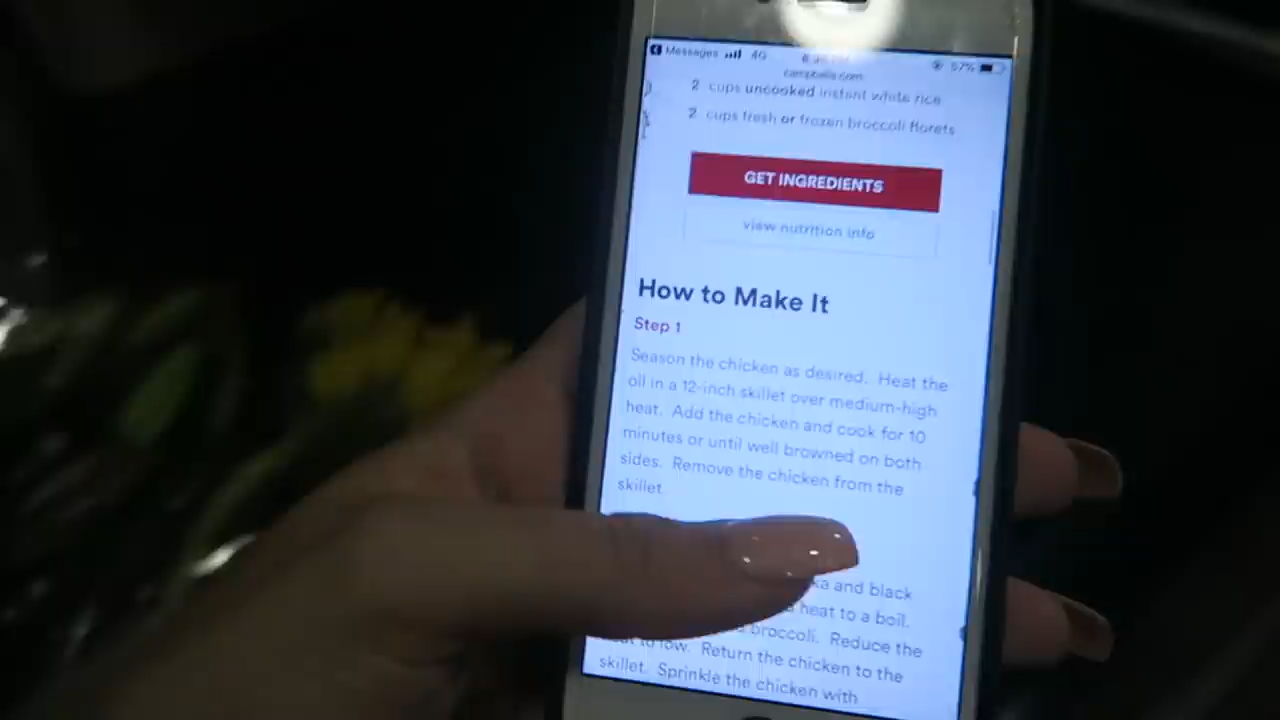 Messages 4G 57%
campbells.com
2 cups uncooked instant white rice
2 cups fresh or frozen broccoli florets
GET INGREDIENTS
view nutrition info
How to Make It
Step 1
Season the chicken as desired. Heat the
oil in a 12-inch skillet over medium-high
heat. Add the chicken and cook for 10
minutes or until well browned on both
sides. Remove the chicken from the
skillet
and black
heat to a boil.
broccoli. Reduce the
to low. Return the chicken to the
skillet. Sprinkle the chicken with